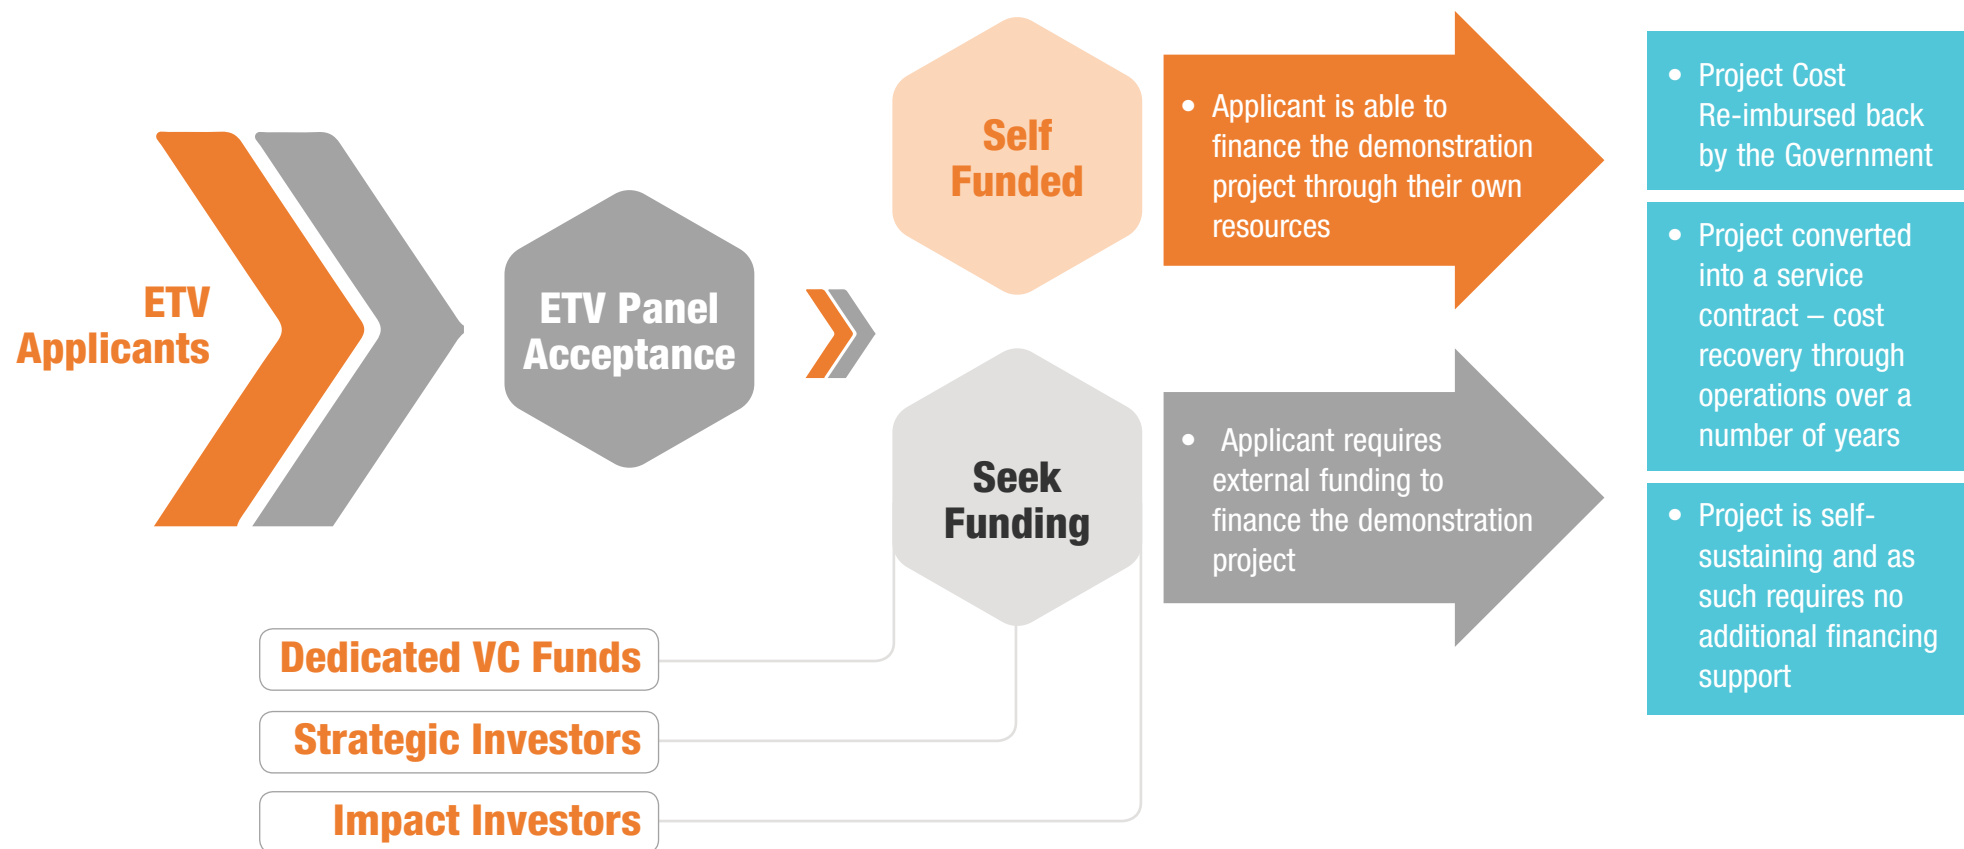 ETV
Applicants
ETV Panel
Acceptance
Self
Funded
• Applicant is able to
finance the demonstration
project through their own
resources
Seek
Funding
• Applicant requires
external funding to
finance the demonstration
project
Dedicated VC Funds
Strategic Investors
Impact Investors
• Project Cost
Re-imbursed back
by the Government
• Project converted
into a service
contract – cost
recovery through
operations over a
number of years
• Project is self-
sustaining and as
such requires no
additional financing
support